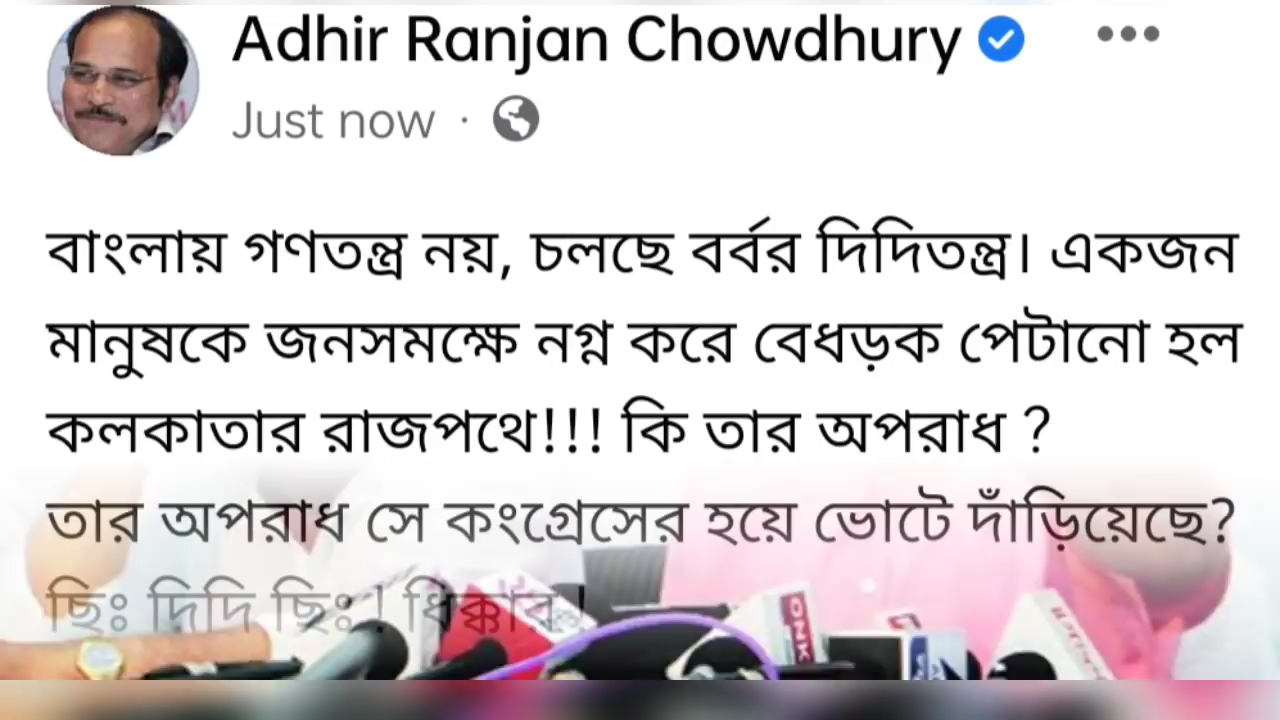 Adhir Ranjan Chowdhury
Just now ·
বাংলায় গণতন্ত্র নয়, চলছে বর্বর দিদিতন্ত্র। একজন
মানুষকে জনসমক্ষে নগ্ন করে বেধড়ক পেটানো হল
কলকাতার রাজপথে!!! কি তার অপরাধ ?
তার অপরাধ সে কংগ্রেসের হয়ে ভোটে দাঁড়িয়েছে?
ছিঃ দিদি ছিঃ ! ধিক্কার !